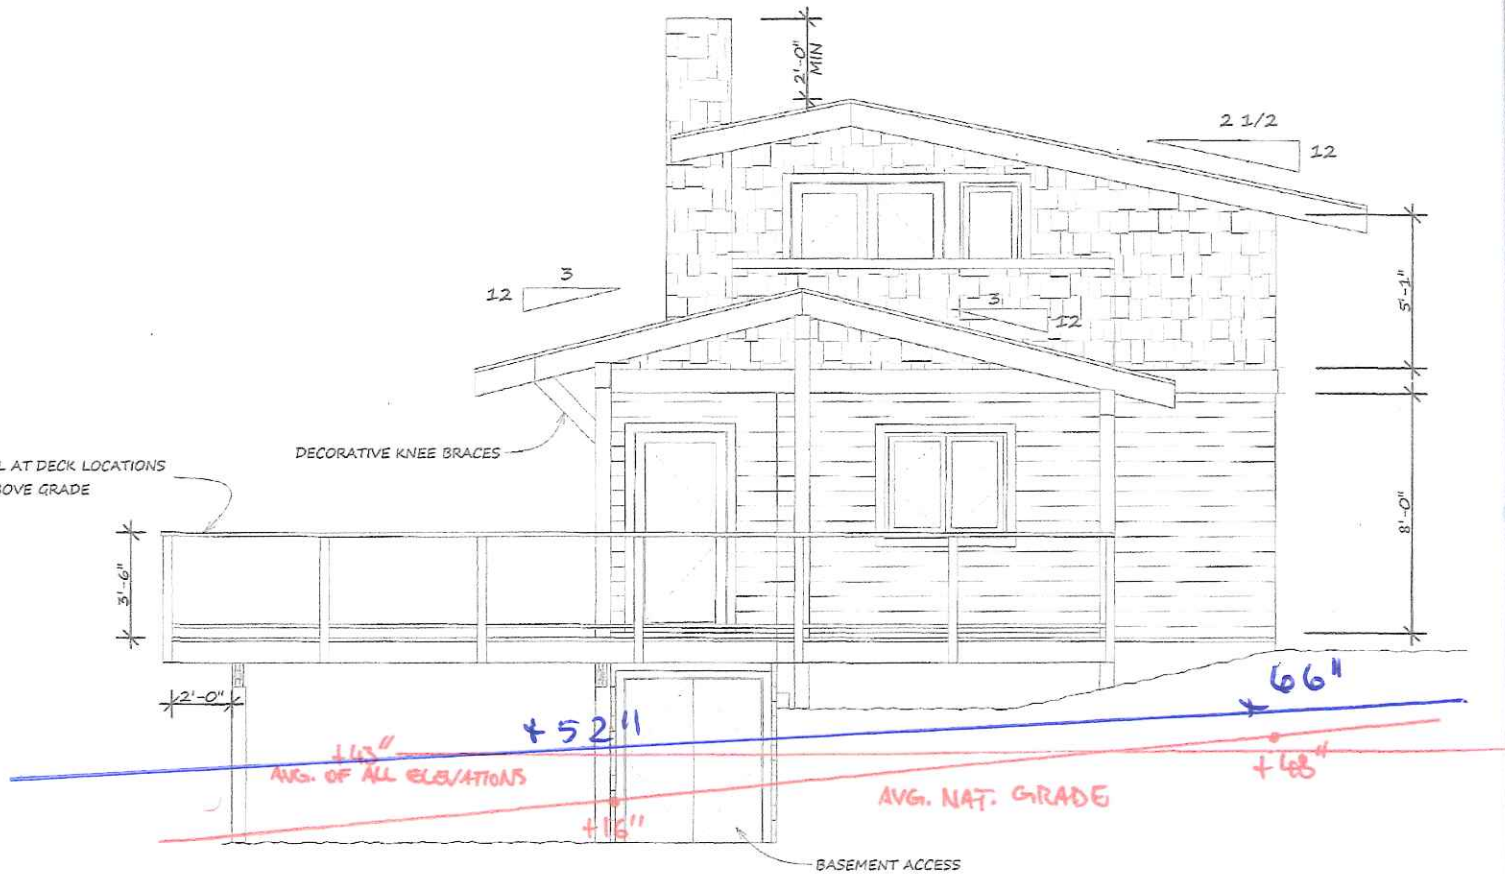 2'-0"
MIN
2 1/2
12
3
12
3
12
5'-1"
DECORATIVE KNEE BRACES
L AT DECK LOCATIONS
BOVE GRADE
8'-0"
3'-6"
2'-0"
66"
+52"
+43"
AVG. OF ALL ELEVATIONS
+48"
AVG. NAT. GRADE
+16"
BASEMENT ACCESS